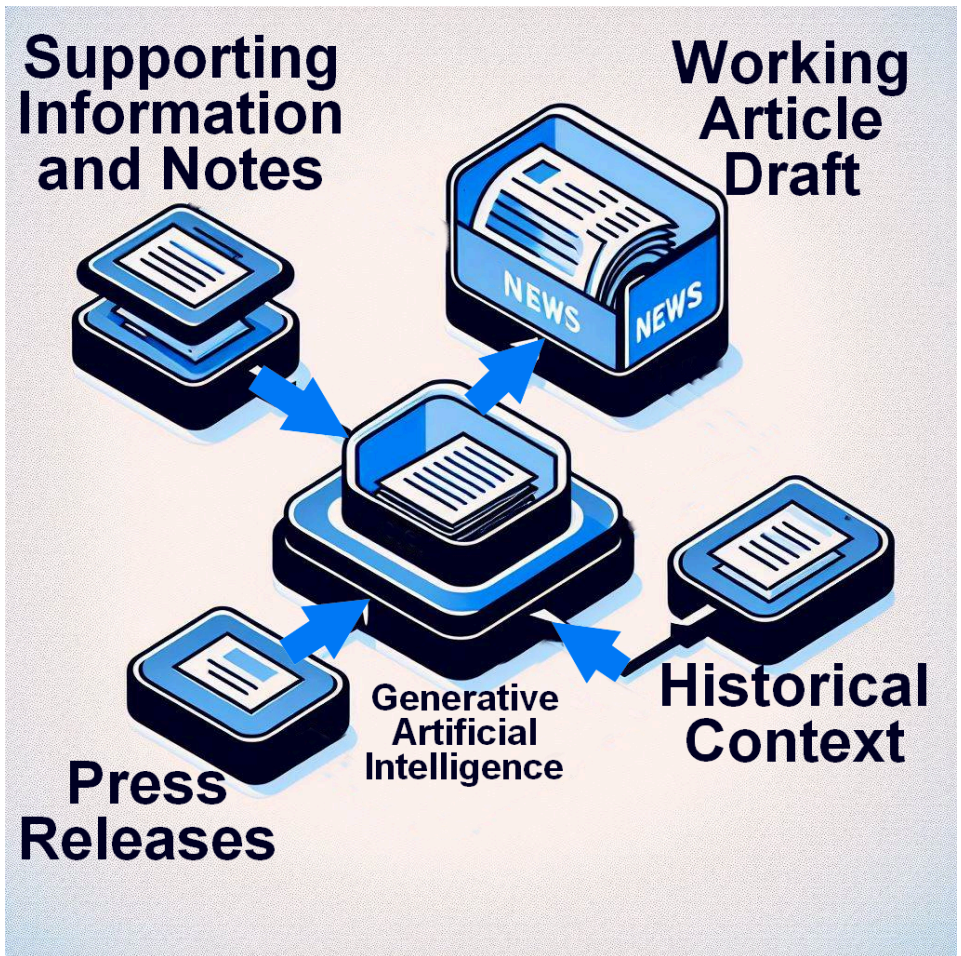 Supporting
Information
and Notes
Working
Article
Draft
NEWS
NEWS
Generative
Artificial
Intelligence
Historical
Context
Press
Releases